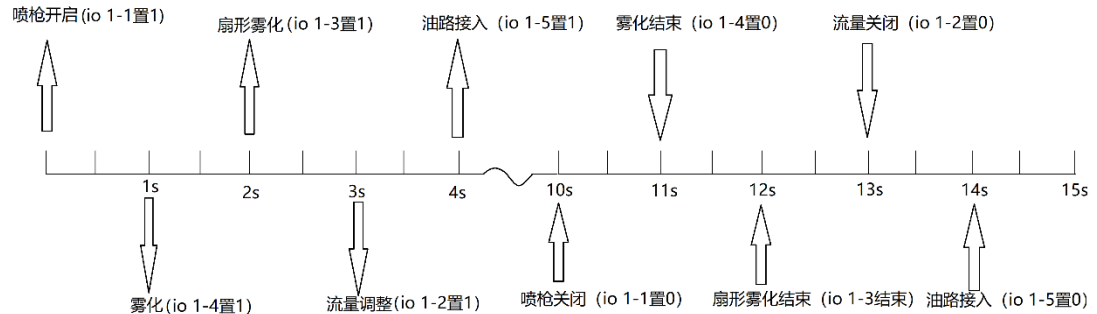 喷枪开启(io 1-1置1)
扇形雾化(io 1-3置1)
油路接入（io 1-5置1)
雾化结束（io 1-4置0)
流量关闭（io 1-2置0)
1s
2s
3s
4s
10s
11s
12s
13s
14s
15s
雾化(io 1-4置1)
流量调整(io 1-2置1)
喷枪关闭（io 1-1置0)
扇形雾化结束（io 1-3结束）
油路接入（io 1-5置0)